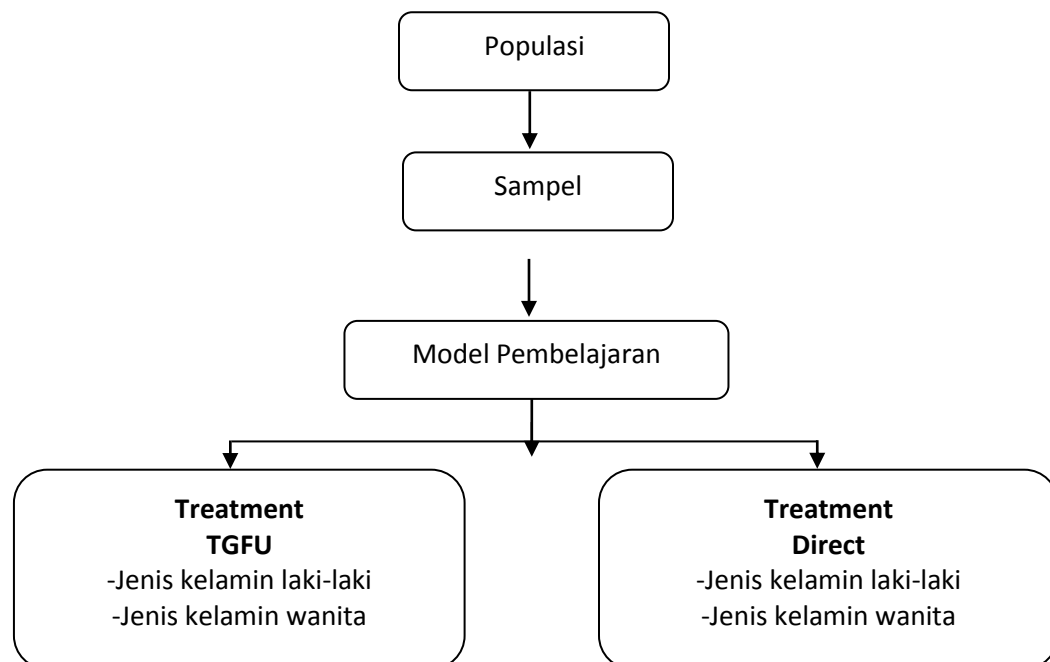 Populasi
Sampel
Model Pembelajaran
Treatment
TGFU
-Jenis kelamin laki-laki
-Jenis kelamin wanita
Treatment
Direct
-Jenis kelamin laki-laki
-Jenis kelamin wanita